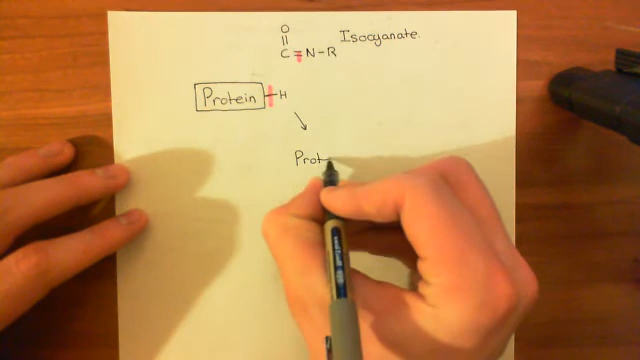 O
||
C=N-R Isocyanate.
Protein-H
Prot